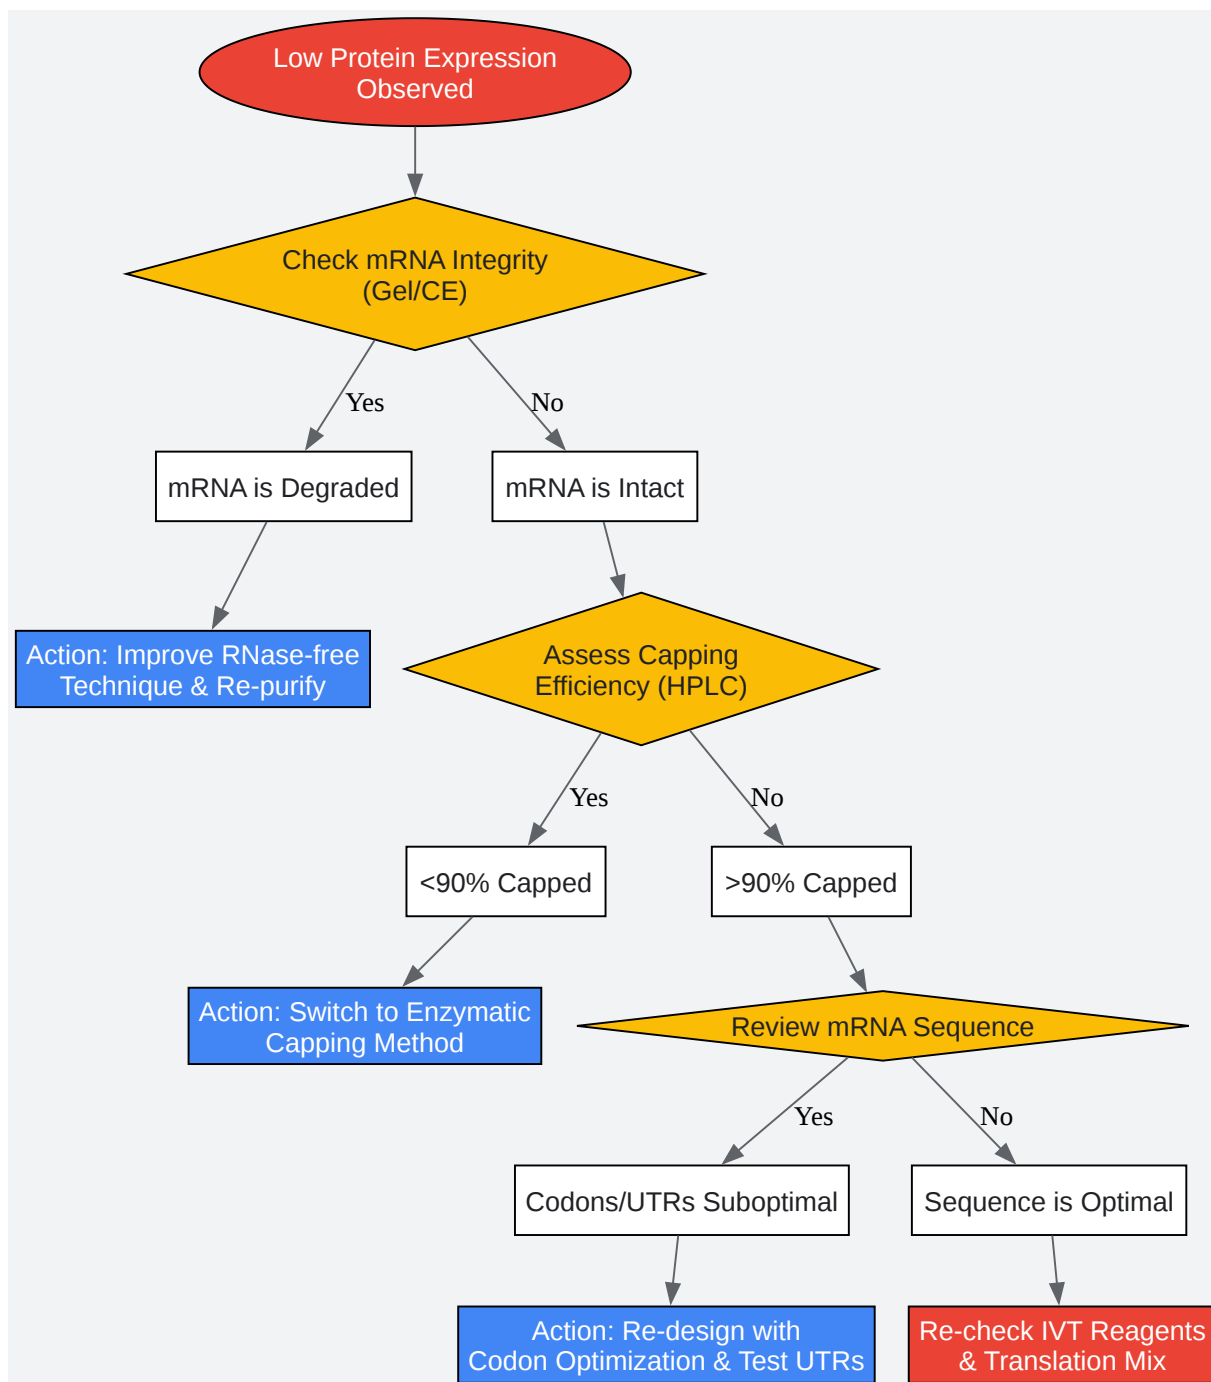 Low Protein Expression
Observed
Check mRNA Integrity
(Gel/CE)
Yes
No
mRNA is Degraded
mRNA is Intact
Action: Improve RNase-free
Technique & Re-purify
Assess Capping
Efficiency (HPLC)
Yes
No
<90% Capped
>90% Capped
Action: Switch to Enzymatic
Capping Method
Review mRNA Sequence
Yes
No
Codons/UTRs Suboptimal
Sequence is Optimal
Action: Re-design with
Codon Optimization & Test UTRs
Re-check IVT Reagents
& Translation Mix